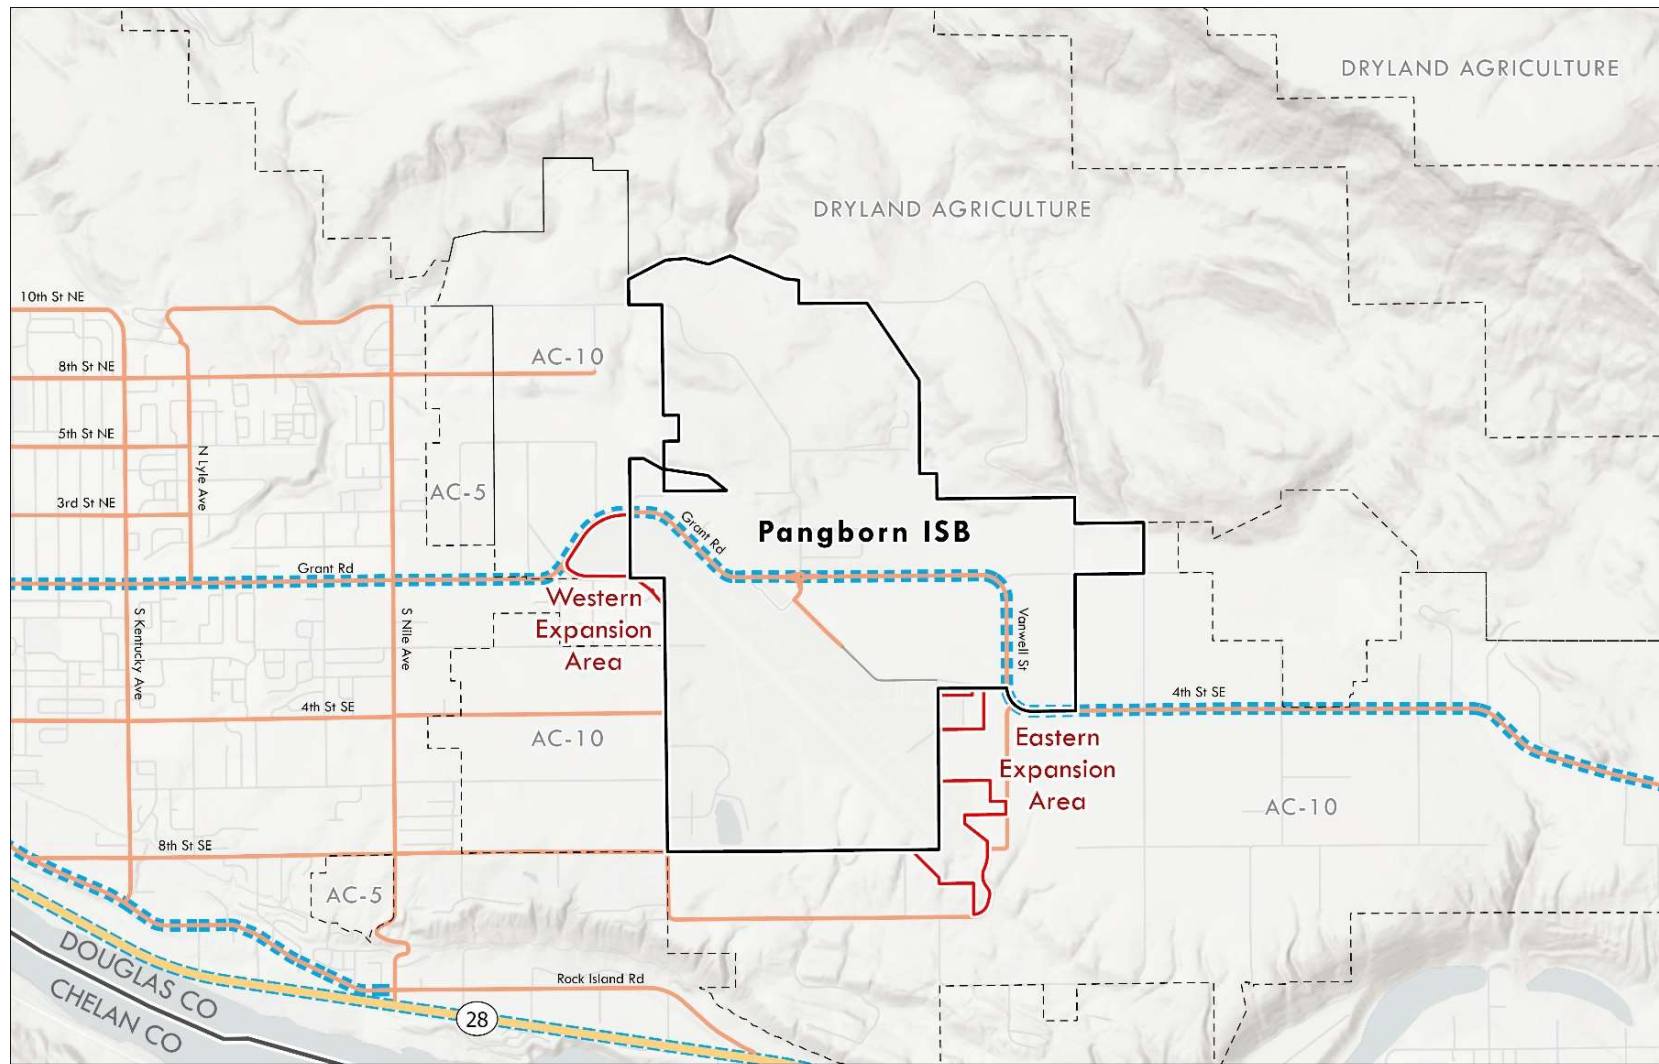 DRYLAND AGRICULTURE
DRYLAND AGRICULTURE
10th St NE
8th St NE
AC-10
5th St NE
N Lyle Ave
AC-5
3rd St NE
Grant Rd
Pangborn ISB
Grant Rd
Western
Expansion
Area
S Kentucky Ave
S Nile Ave
Vanwell St
4th St SE
4th St SE
AC-10
Eastern
Expansion
Area
AC-10
8th St SE
AC-5
DOUGLAS CO
CHELAN CO
Rock Island Rd
28